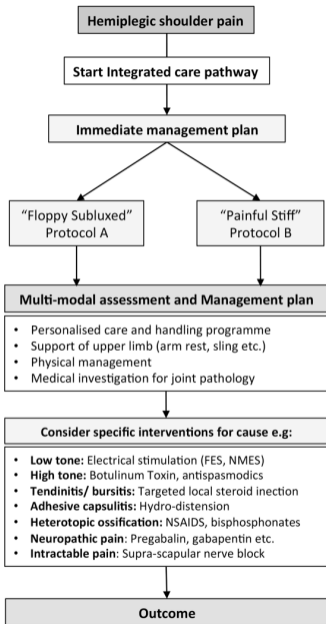 Hemiplegic shoulder pain
Start Integrated care pathway
Immediate management plan
“Floppy Subluxed”
Protocol A
“Painful Stiff”
Protocol B
Multi-modal assessment and Management plan
• Personalised care and handling programme
• Support of upper limb (arm rest, sling etc.)
• Physical management
• Medical investigation for joint pathology
Consider specific interventions for cause e.g:
• Low tone: Electrical stimulation (FES, NMES)
• High tone: Botulinum Toxin, antispasmodics
• Tendinitis/ bursitis: Targeted local steroid inection
• Adhesive capsulitis: Hydro-distension
• Heterotopic ossification: NSAIDS, bisphosphonates
• Neuropathic pain: Pregabalin, gabapentin etc.
• Intractable pain: Supra-scapular nerve block
Outcome